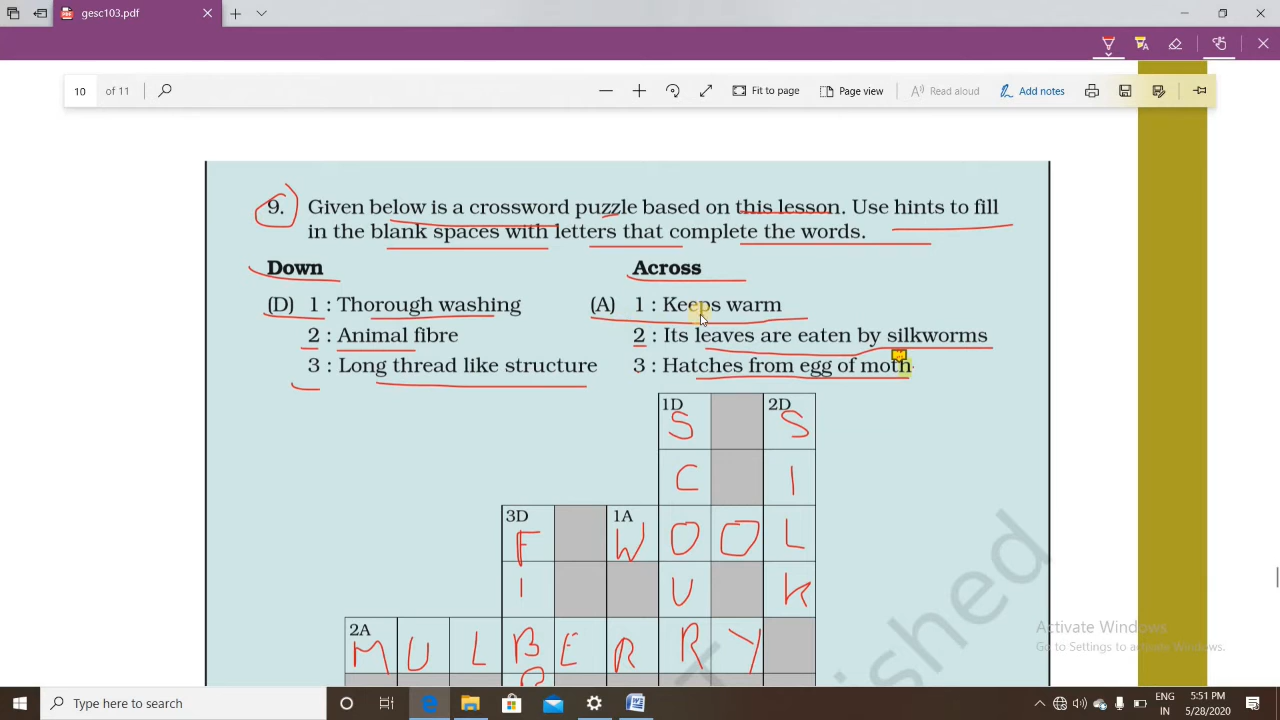 gesc103.pdf
10 of 11
Fit to page Page view Read aloud Add notes
9. Given below is a crossword puzzle based on this lesson. Use hints to fill
in the blank spaces with letters that complete the words.
Down Across
(D) 1 : Thorough washing (A) 1 : Keeps warm
2 : Animal fibre 2 : Its leaves are eaten by silkworms
3 : Long thread like structure 3 : Hatches from egg of moth
1D 2D
S S
C I
3D 1A
F W O O L
I U K
2A
M U L B E R R Y
shed
Activate Windows
Go to Settings to activate Windows.
Type here to search
ENG 5:51 PM
IN 5/28/2020